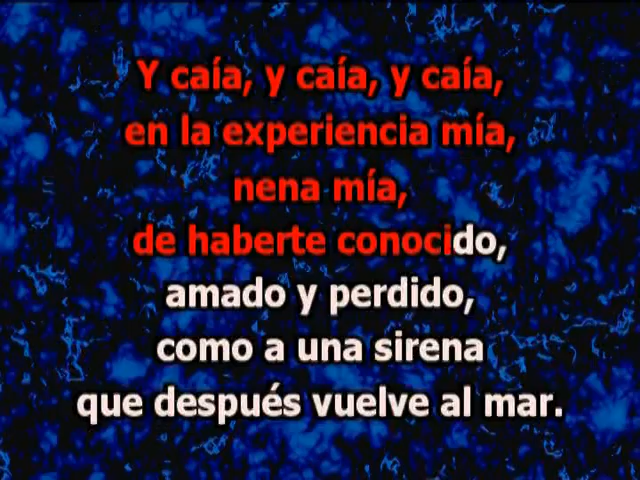 Y caía, y caía, y caía,
en la experiencia mía,
nena mía,
de haberte conocido,
amado y perdido,
como a una sirena
que después vuelve al mar.